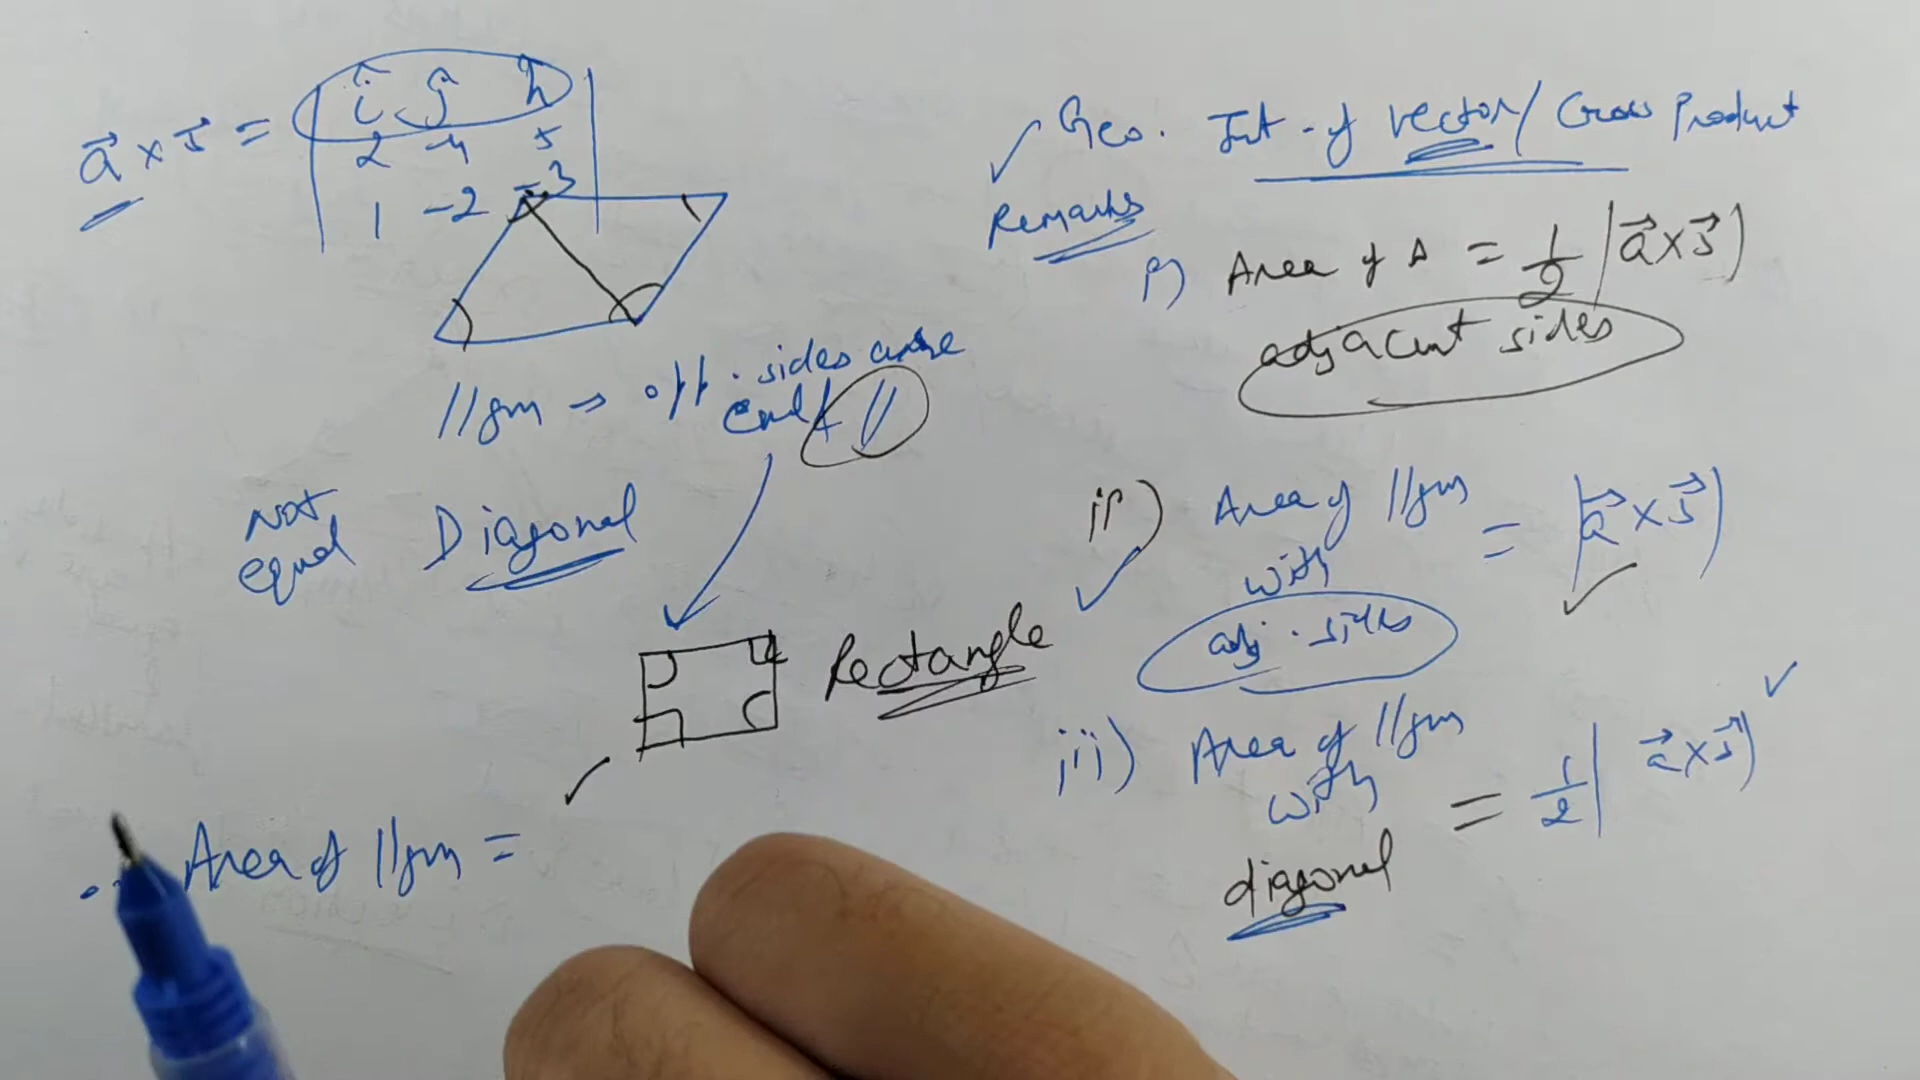 a⃗ × b⃗ = | î ĵ k̂ |
2 -4 5
1 -2 -3
//gm → opp. sides are
equal //
Not
equal
Diagonal
Rectangle
∴ Area of //gm =
Geo. Int. of vector/Cross Product
Remarks
i) Area of Δ = 1/2 |a⃗ × b⃗|
adjacent sides
ii) Area of //gm = |a⃗ × b⃗|
with
adj. sides
iii) Area of //gm
with = 1/2 |a⃗ × b⃗|
diagonal